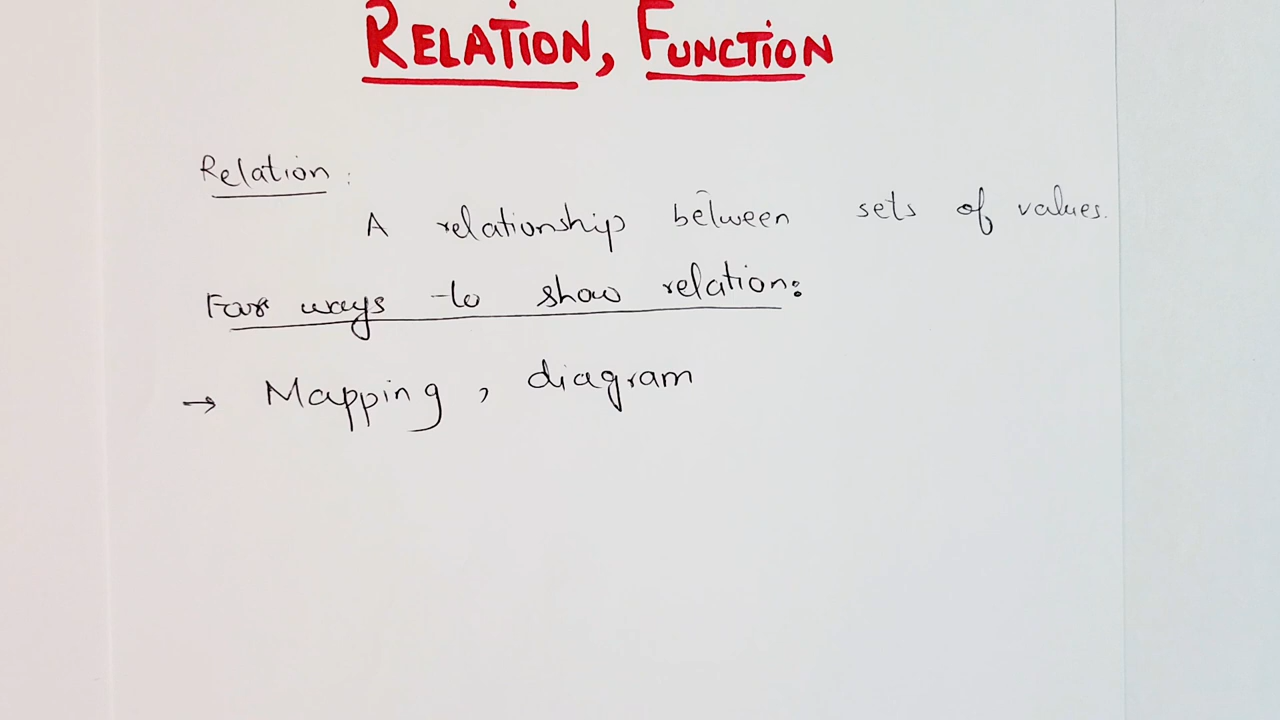 RELATION, FUNCTION
Relation:
A relationship between sets of values.
Four ways to show relation:
→ Mapping, diagram